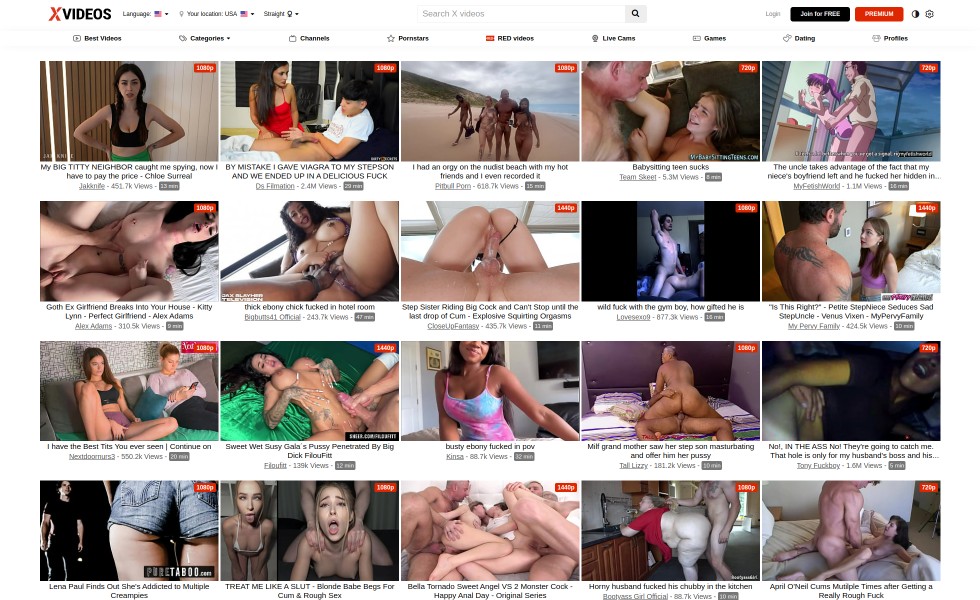 XVIDEOS
Language:
Your location: USA
Straight
Search X videos
Login
Join for FREE
PREMIUM
Best Videos
Categories
Channels
Pornstars
RED videos
Live Cams
Games
Dating
Profiles
1080p
1080p
1080p
720p
720p
MYBABYSITTINGTEENS.COM
My BIG TITTY NEIGHBOR caught me spying, now I
have to pay the price - Chloe Surreal
Jakknife - 451.7k Views - 13 min
BY MISTAKE I GAVE VIAGRA TO MY STEPSON
AND WE ENDED UP IN A DELICIOUS FUCK
Ds Filmation - 2.4M Views - 29 min
I had an orgy on the nudist beach with my hot
friends and I even recorded it
Pitbull Porn - 618.7k Views - 15 min
Babysitting teen sucks
Team Skeet - 5.3M Views - 8 min
The uncle takes advantage of the fact that my
niece's boyfriend left and he fucked her hidden in...
MyFetishWorld - 1.1M Views - 16 min
1080p
1440p
1080p
1440p
Goth Ex Girlfriend Breaks Into Your House - Kitty
Lynn - Perfect Girlfriend - Alex Adams
Alex Adams - 310.5k Views - 9 min
thick ebony chick fucked in hotel room
Bigbutts41 Official - 243.7k Views - 47 min
Step Sister Riding Big Cock and Can't Stop until the
last drop of Cum - Explosive Squirting Orgasms
CloseUpFantasy - 435.7k Views - 11 min
wild fuck with the gym boy, how gifted he is
Lovesexo9 - 877.3k Views - 16 min
"Is This Right?" - Petite StepNiece Seduces Sad
StepUncle - Venus Vixen - MyPervyFamily
My Pervy Family - 424.5k Views - 10 min
1080p
1440p
1080p
720p
I have the Best Tits You ever seen | Continue on
Nextdoornurs3 - 550.2k Views - 20 min
Sweet Wet Susy Gala´s Pussy Penetrated By Big
Dick FilouFitt
Filoufitt - 139k Views - 12 min
busty ebony fucked in pov
Kinsa - 88.7k Views - 32 min
Milf grand mother saw her step son masturbating
and offer him her pussy
Tall Lizzy - 181.2k Views - 10 min
No!, IN THE ASS No! They're going to catch me.
That hole is only for my husband's boss and his...
Tony Fuckboy - 1.6M Views - 5 min
1080p
1080p
1440p
1080p
720p
PURETABOO.com
Lena Paul Finds Out She's Addicted to Multiple
Creampies
TREAT ME LIKE A SLUT - Blonde Babe Begs For
Cum & Rough Sex
Bella Tornado Sweet Angel VS 2 Monster Cock -
Happy Anal Day - Original Series
Horny husband fucked his chubby in the kitchen
Bootyass Girl Official - 88.7k Views - 10 min
April O'Neil Cums Mutilple Times after Getting a
Really Rough Fuck